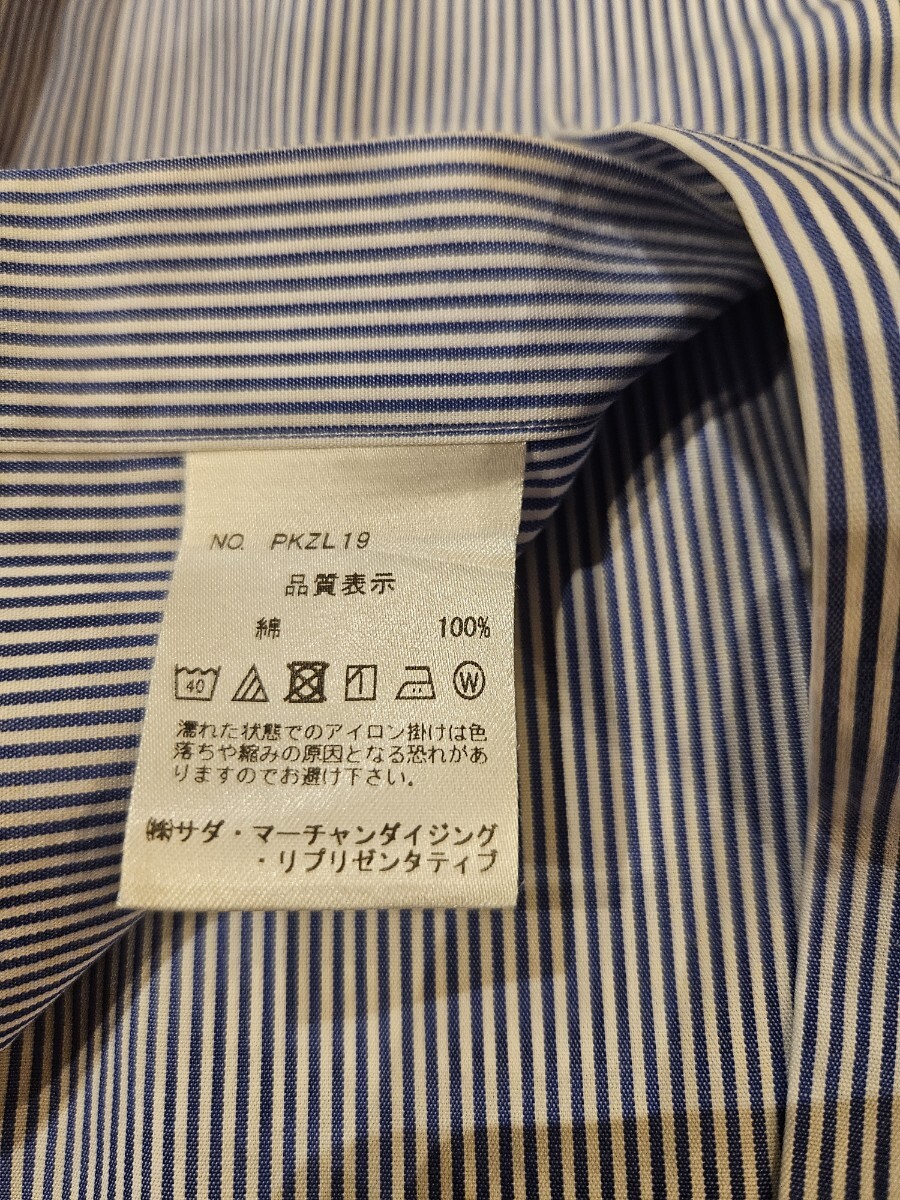 NO. PKZL19
品質表示
綿 100%
40 W
濡れた状態でのアイロン掛けは色
落ちや縮みの原因となる恐れがあ
りますのでお避け下さい。
㈱サダ・マーチャンダイジング
・リプリゼンタティブ